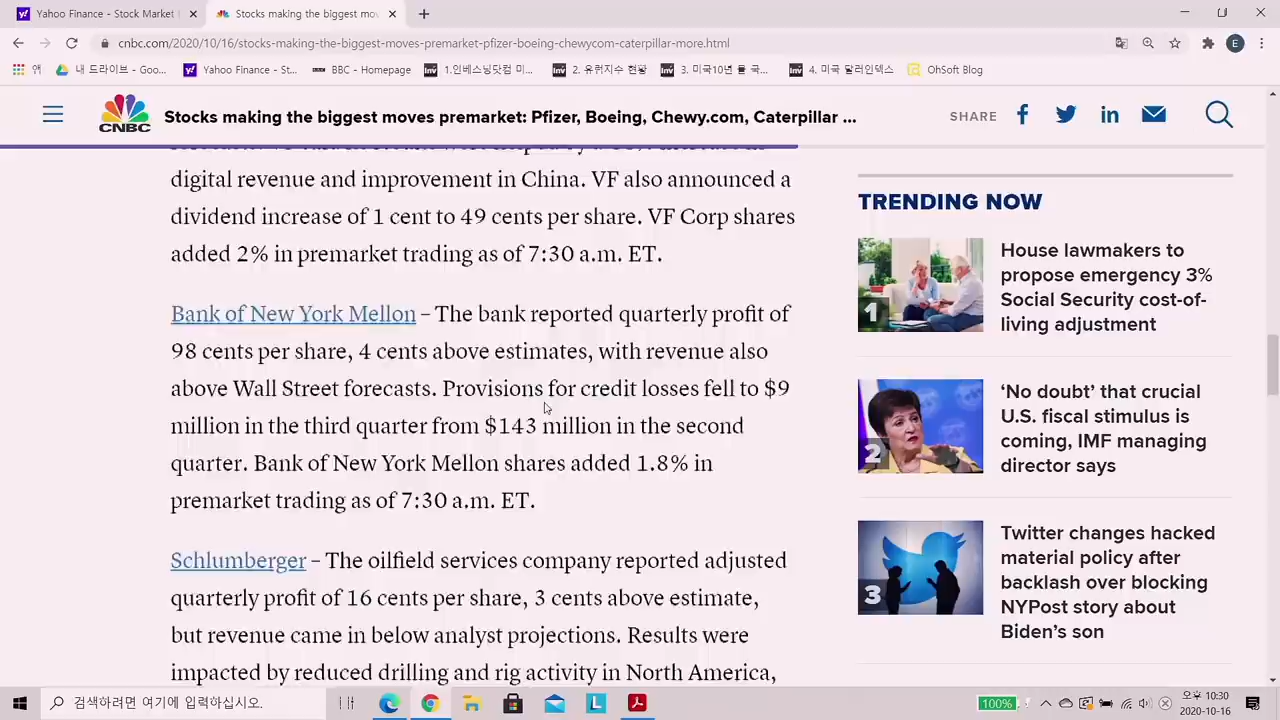 Yahoo Finance - Stock Market
Stocks making the biggest mov
cnbc.com/2020/10/16/stocks-making-the-biggest-moves-premarket-pfizer-boeing-chewycom-caterpillar-more.html
E
앱
내 드라이브 - Goo...
Yahoo Finance - St...
BBC - Homepage
1.인베스닝닷컴 미...
2. 유럽지수 현황
3. 미국10년 물 국...
4. 미국 달러인덱스
OhSoft Blog
CNBC
Stocks making the biggest moves premarket: Pfizer, Boeing, Chewy.com, Caterpillar ...
SHARE
digital revenue and improvement in China. VF also announced a
dividend increase of 1 cent to 49 cents per share. VF Corp shares
added 2% in premarket trading as of 7:30 a.m. ET.
Bank of New York Mellon – The bank reported quarterly profit of
98 cents per share, 4 cents above estimates, with revenue also
above Wall Street forecasts. Provisions for credit losses fell to $9
million in the third quarter from $143 million in the second
quarter. Bank of New York Mellon shares added 1.8% in
premarket trading as of 7:30 a.m. ET.
Schlumberger – The oilfield services company reported adjusted
quarterly profit of 16 cents per share, 3 cents above estimate,
but revenue came in below analyst projections. Results were
impacted by reduced drilling and rig activity in North America,
TRENDING NOW
1
House lawmakers to
propose emergency 3%
Social Security cost-of-
living adjustment
2
‘No doubt’ that crucial
U.S. fiscal stimulus is
coming, IMF managing
director says
3
Twitter changes hacked
material policy after
backlash over blocking
NYPost story about
Biden’s son
검색하려면 여기에 입력하십시오.
L
100%
오후 10:30
2020-10-16